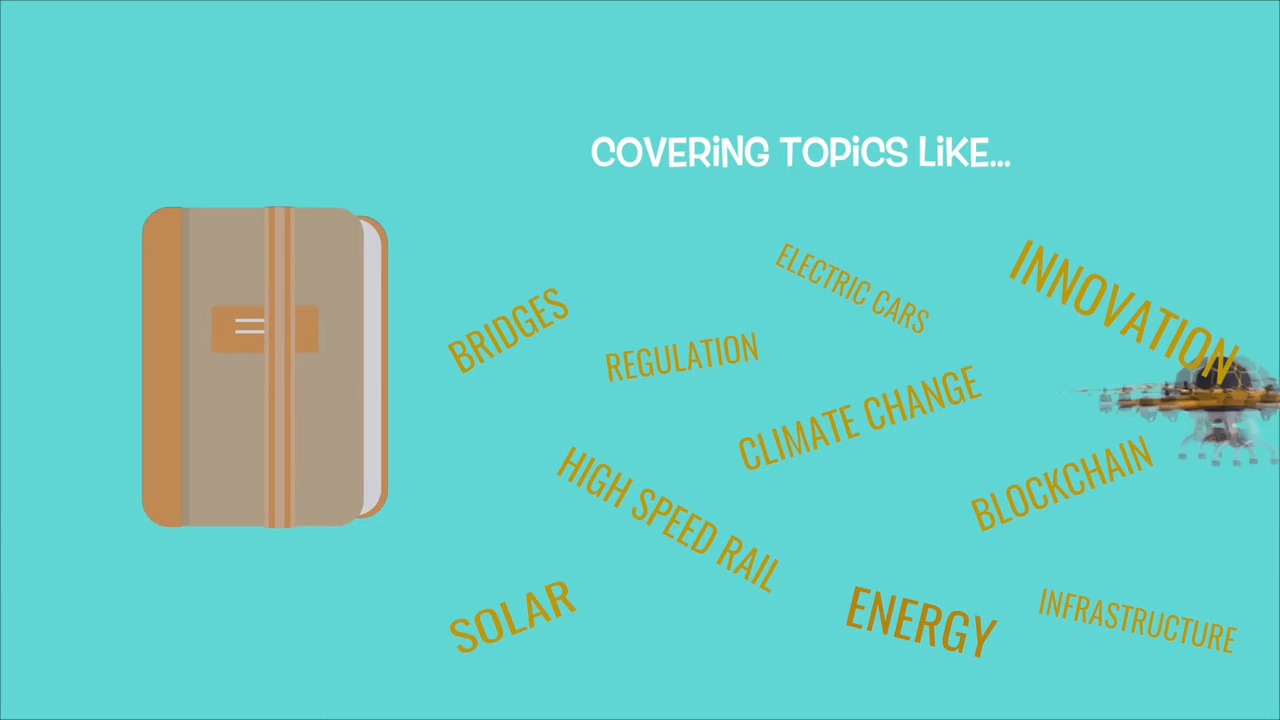 COVERING TOPICS LIKE...
ELECTRIC CARS
INNOVATION
BRIDGES
REGULATION
CLIMATE CHANGE
HIGH SPEED RAIL
BLOCKCHAIN
SOLAR
ENERGY
INFRASTRUCTURE